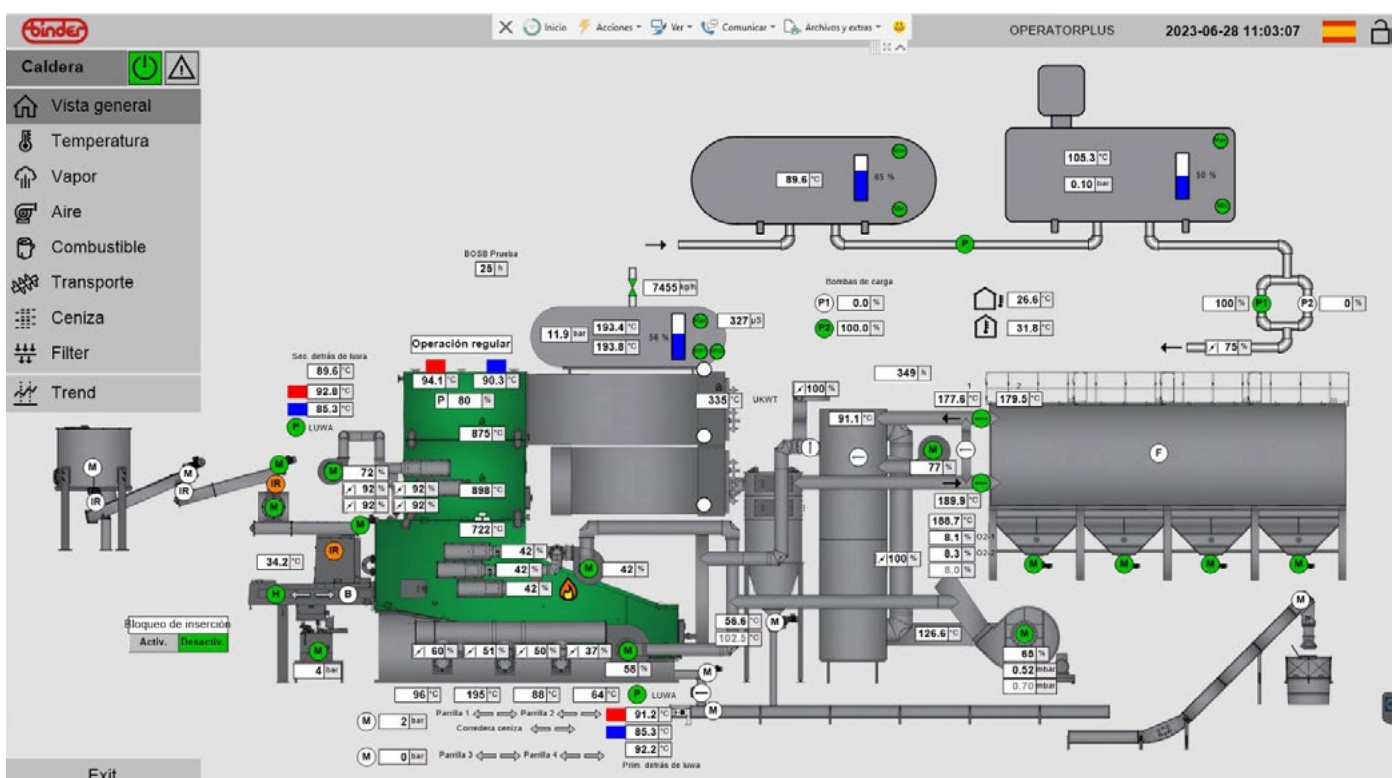 binder
Inicio Acciones Ver Comunicar Archivos y extras
OPERATORPLUS 2023-06-28 11:03:07
Caldera
Vista general
Temperatura
Vapor
Aire
Combustible
Transporte
Ceniza
Filter
Trend
Exit
105.3 °C
89.6 °C 65 %
0.10 bar 50 %
P
BOSB Prueba
25 h
7455 kg/h
Bombas de carga
P1 0.0 %
P2 100.0 %
26.6 °C
31.8 °C
100 % P1 P2 0 %
75 %
11.9 bar 193.4 °C
193.8 °C
56 %
327 µS
Operación regular
94.1 °C 90.3 °C
P 80 %
Sec. detrás de luwa
89.6 °C
92.8 °C
85.3 °C
P LUWA
335 °C UKWT
100 %
349 h
1 2
177.6 °C 179.5 °C
91.1 °C
875 °C
M 72 %
92 % 92 %
92 % 92 %
898 °C
722 °C
M
77 %
F
189.9 °C
188.7 °C
8.1 % O2-1
8.3 % O2-2
8.0 %
100 %
M M M M
M M IR IR
M IR M M
34.2 °C IR
H B
42 %
42 %
42 %
M 42 %
Bloqueo de inserción
Activ. Desactiv.
M
4 bar
60 % 51 % 50 % 37 % M
58 %
56.6 °C
102.5 °C
M
126.6 °C
M
65 %
0.52 mbar
0.70 mbar
M
96 °C 195 °C 88 °C 64 °C P LUWA
M
M 2 bar
Parrilla 1 Parrilla 2
Corredera ceniza
M 0 bar
Parrilla 3 Parrilla 4
91.2 °C
85.3 °C
92.2 °C
Prim. detrás de luwa
M